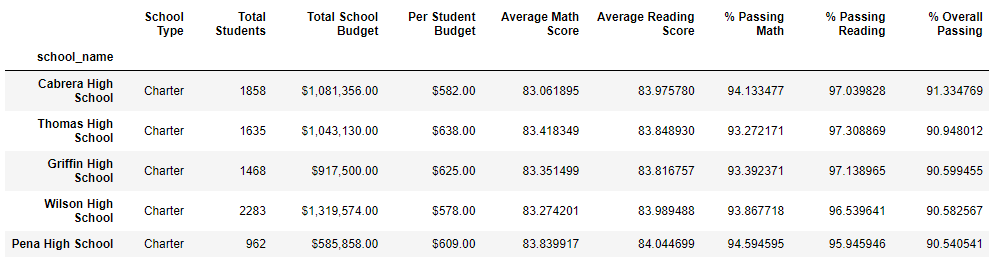 School Type Total Students Total School Budget Per Student Budget Average Math Score Average Reading Score % Passing Math % Passing Reading % Overall Passing
school_name
Cabrera High School Charter 1858 $1,081,356.00 $582.00 83.061895 83.975780 94.133477 97.039828 91.334769
Thomas High School Charter 1635 $1,043,130.00 $638.00 83.418349 83.848930 93.272171 97.308869 90.948012
Griffin High School Charter 1468 $917,500.00 $625.00 83.351499 83.816757 93.392371 97.138965 90.599455
Wilson High School Charter 2283 $1,319,574.00 $578.00 83.274201 83.989488 93.867718 96.539641 90.582567
Pena High School Charter 962 $585,858.00 $609.00 83.839917 84.044699 94.594595 95.945946 90.540541